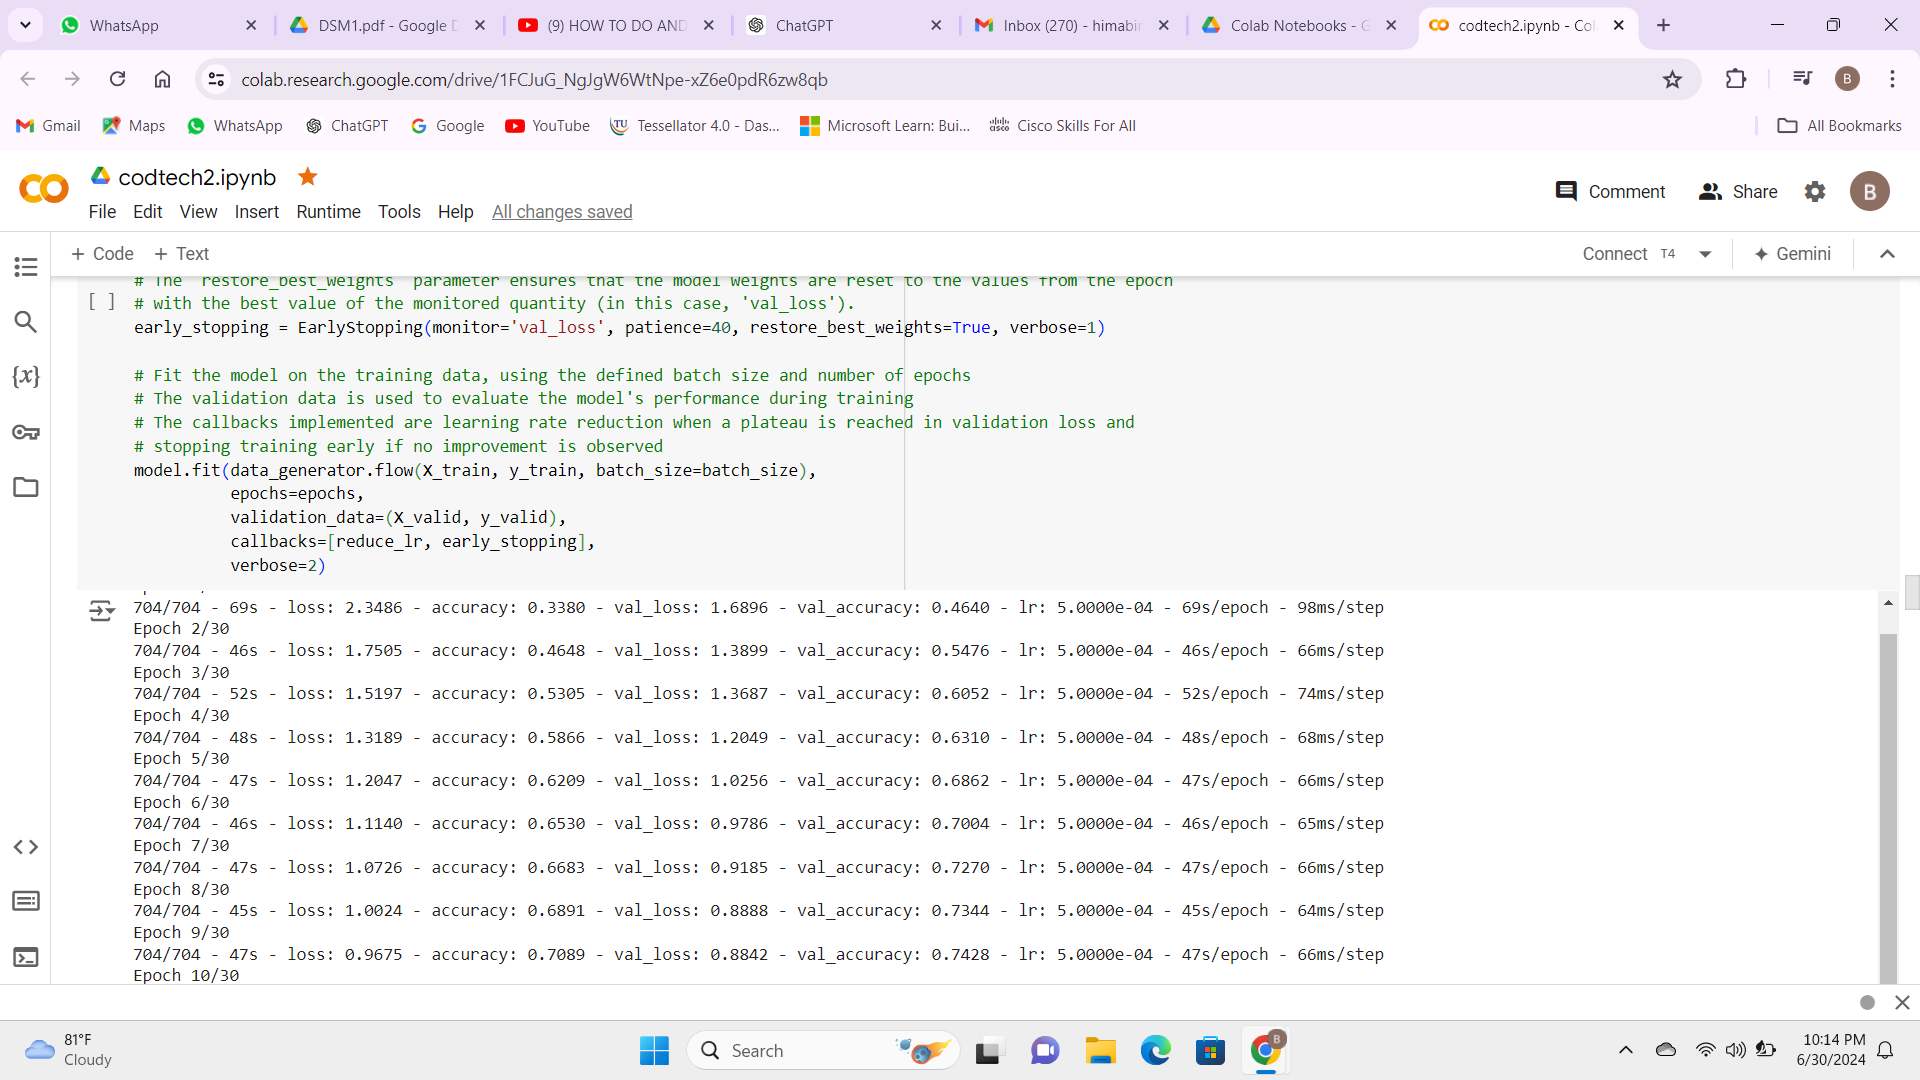 WhatsApp
DSM1.pdf - Google D
(9) HOW TO DO AND
ChatGPT
Inbox (270) - himabin
Colab Notebooks - G
codtech2.ipynb - Col
colab.research.google.com/drive/1FCJuG_NgJgW6WtNpe-xZ6e0pdR6zw8qb
B
Gmail
Maps
WhatsApp
ChatGPT
Google
YouTube
Tessellator 4.0 - Das...
Microsoft Learn: Bui...
Cisco Skills For All
All Bookmarks
codtech2.ipynb
Comment
Share
B
File Edit View Insert Runtime Tools Help All changes saved
+ Code + Text
Connect T4
Gemini
# The `restore_best_weights` parameter ensures that the model weights are reset to the values from the epoch
[ ] # with the best value of the monitored quantity (in this case, 'val_loss').
early_stopping = EarlyStopping(monitor='val_loss', patience=40, restore_best_weights=True, verbose=1)
# Fit the model on the training data, using the defined batch size and number of epochs
# The validation data is used to evaluate the model's performance during training
# The callbacks implemented are learning rate reduction when a plateau is reached in validation loss and
# stopping training early if no improvement is observed
model.fit(data_generator.flow(X_train, y_train, batch_size=batch_size),
epochs=epochs,
validation_data=(X_valid, y_valid),
callbacks=[reduce_lr, early_stopping],
verbose=2)
704/704 - 69s - loss: 2.3486 - accuracy: 0.3380 - val_loss: 1.6896 - val_accuracy: 0.4640 - lr: 5.0000e-04 - 69s/epoch - 98ms/step
Epoch 2/30
704/704 - 46s - loss: 1.7505 - accuracy: 0.4648 - val_loss: 1.3899 - val_accuracy: 0.5476 - lr: 5.0000e-04 - 46s/epoch - 66ms/step
Epoch 3/30
704/704 - 52s - loss: 1.5197 - accuracy: 0.5305 - val_loss: 1.3687 - val_accuracy: 0.6052 - lr: 5.0000e-04 - 52s/epoch - 74ms/step
Epoch 4/30
704/704 - 48s - loss: 1.3189 - accuracy: 0.5866 - val_loss: 1.2049 - val_accuracy: 0.6310 - lr: 5.0000e-04 - 48s/epoch - 68ms/step
Epoch 5/30
704/704 - 47s - loss: 1.2047 - accuracy: 0.6209 - val_loss: 1.0256 - val_accuracy: 0.6862 - lr: 5.0000e-04 - 47s/epoch - 66ms/step
Epoch 6/30
704/704 - 46s - loss: 1.1140 - accuracy: 0.6530 - val_loss: 0.9786 - val_accuracy: 0.7004 - lr: 5.0000e-04 - 46s/epoch - 65ms/step
Epoch 7/30
704/704 - 47s - loss: 1.0726 - accuracy: 0.6683 - val_loss: 0.9185 - val_accuracy: 0.7270 - lr: 5.0000e-04 - 47s/epoch - 66ms/step
Epoch 8/30
704/704 - 45s - loss: 1.0024 - accuracy: 0.6891 - val_loss: 0.8888 - val_accuracy: 0.7344 - lr: 5.0000e-04 - 45s/epoch - 64ms/step
Epoch 9/30
704/704 - 47s - loss: 0.9675 - accuracy: 0.7089 - val_loss: 0.8842 - val_accuracy: 0.7428 - lr: 5.0000e-04 - 47s/epoch - 66ms/step
Epoch 10/30
81°F
Cloudy
Search
B
10:14 PM
6/30/2024